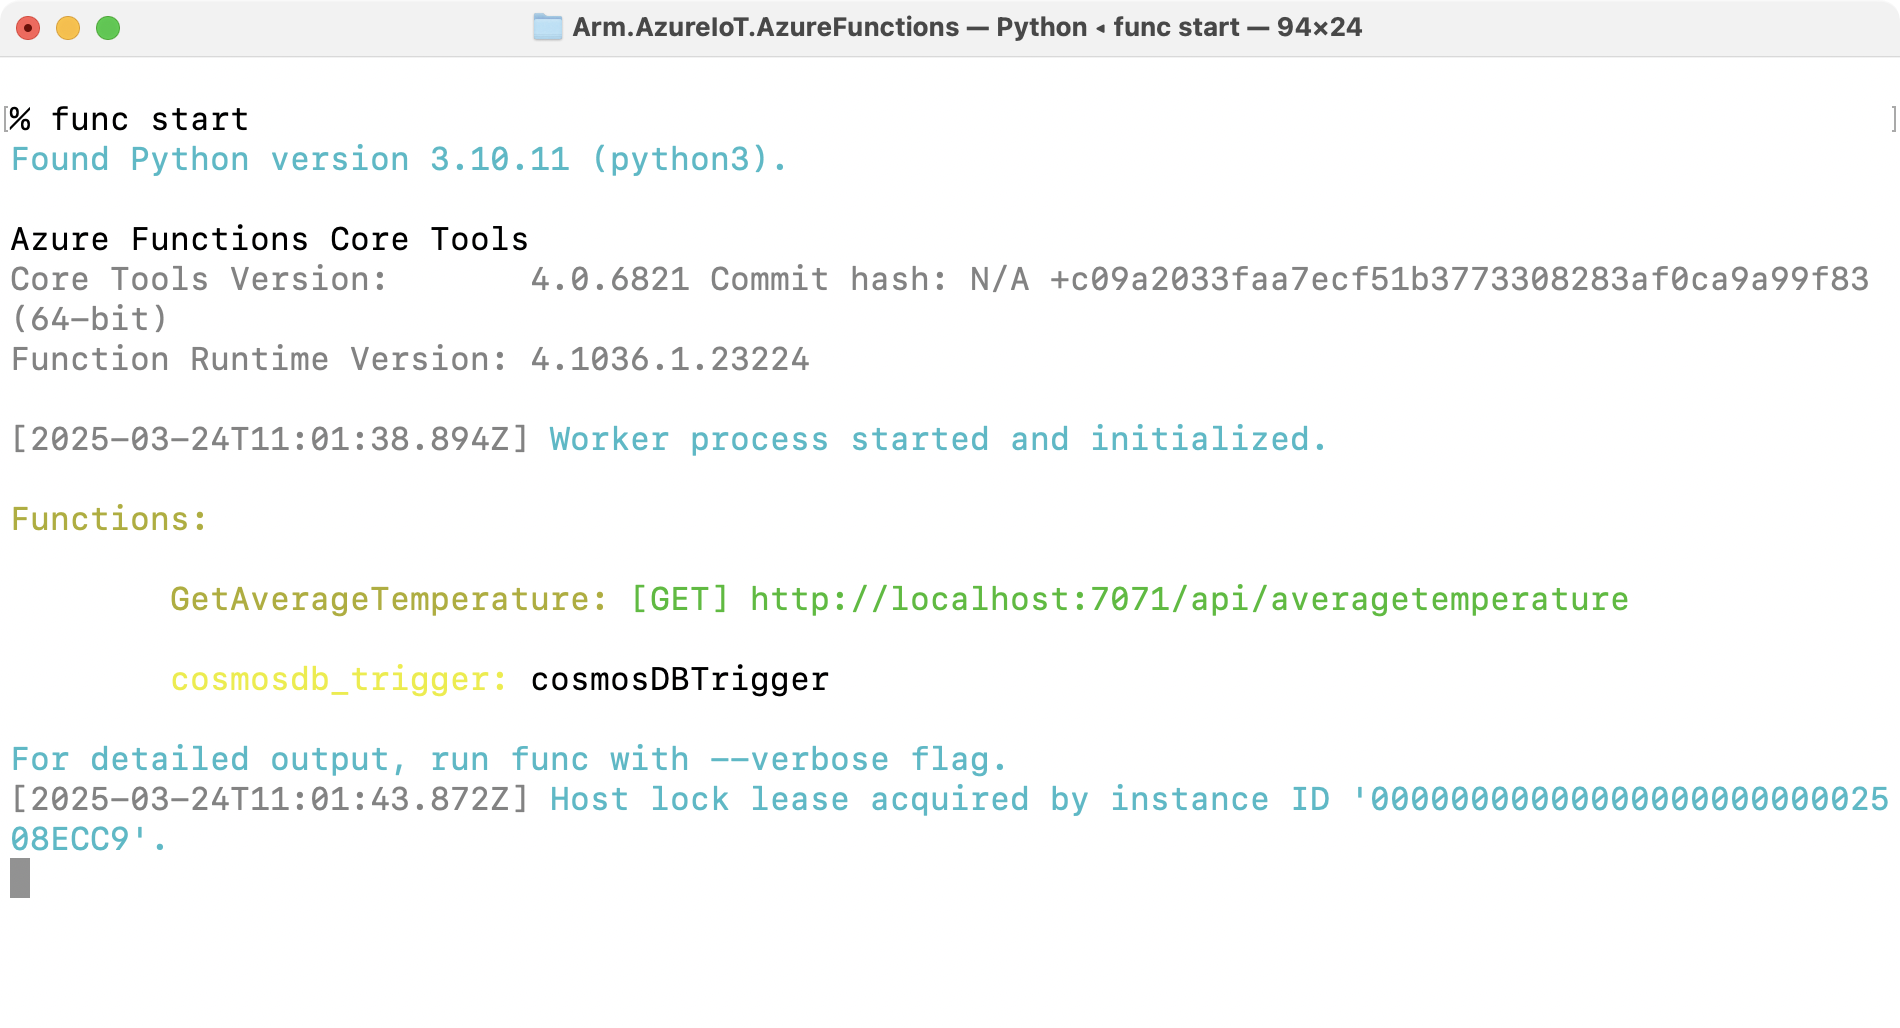 Arm.AzureIoT.AzureFunctions — Python ◂ func start — 94×24
[% func start ]
Found Python version 3.10.11 (python3).
Azure Functions Core Tools
Core Tools Version:       4.0.6821 Commit hash: N/A +c09a2033faa7ecf51b3773308283af0ca9a99f83
(64-bit)
Function Runtime Version: 4.1036.1.23224
[2025-03-24T11:01:38.894Z] Worker process started and initialized.
Functions:
GetAverageTemperature: [GET] http://localhost:7071/api/averagetemperature
cosmosdb_trigger: cosmosDBTrigger
For detailed output, run func with --verbose flag.
[2025-03-24T11:01:43.872Z] Host lock lease acquired by instance ID '00000000000000000000000025
08ECC9'.